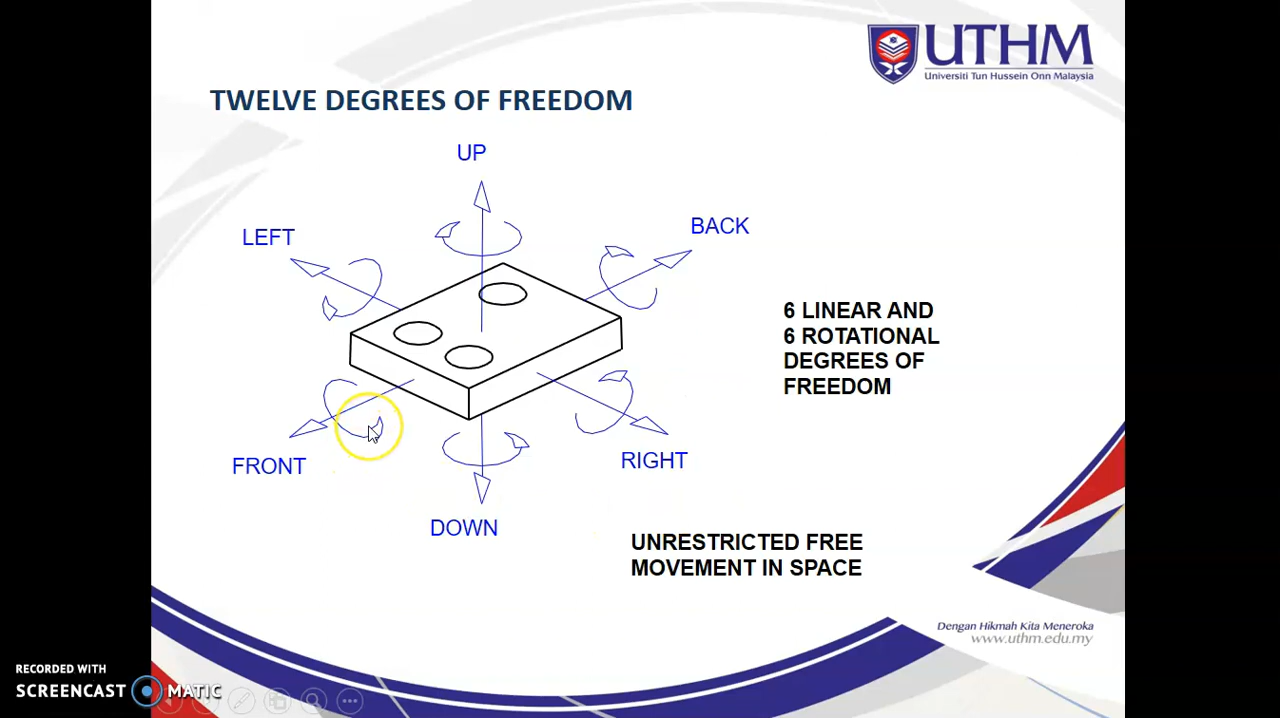 UTHM
Universiti Tun Hussein Onn Malaysia
TWELVE DEGREES OF FREEDOM
UP
BACK
LEFT
6 LINEAR AND
6 ROTATIONAL
DEGREES OF
FREEDOM
FRONT
RIGHT
DOWN
UNRESTRICTED FREE
MOVEMENT IN SPACE
Dengan Hikmah Kita Meneroka
www.uthm.edu.my
RECORDED WITH
SCREENCAST MATIC